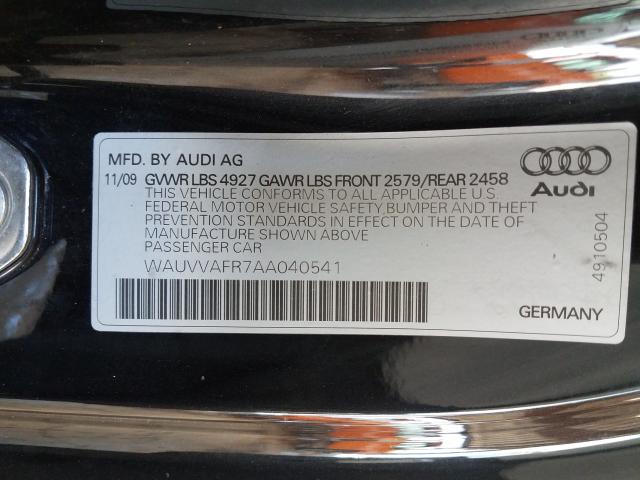 MFD. BY AUDI AG
11/09 GVWR LBS 4927 GAWR LBS FRONT 2579/REAR 2458
THIS VEHICLE CONFORMS TO ALL APPLICABLE U.S.
FEDERAL MOTOR VEHICLE SAFETY,BUMPER AND THEFT
PREVENTION STANDARDS IN EFFECT ON THE DATE OF
MANUFACTURE SHOWN ABOVE
PASSENGER CAR
WAUVVAFR7AA040541
Audi
4910504
GERMANY